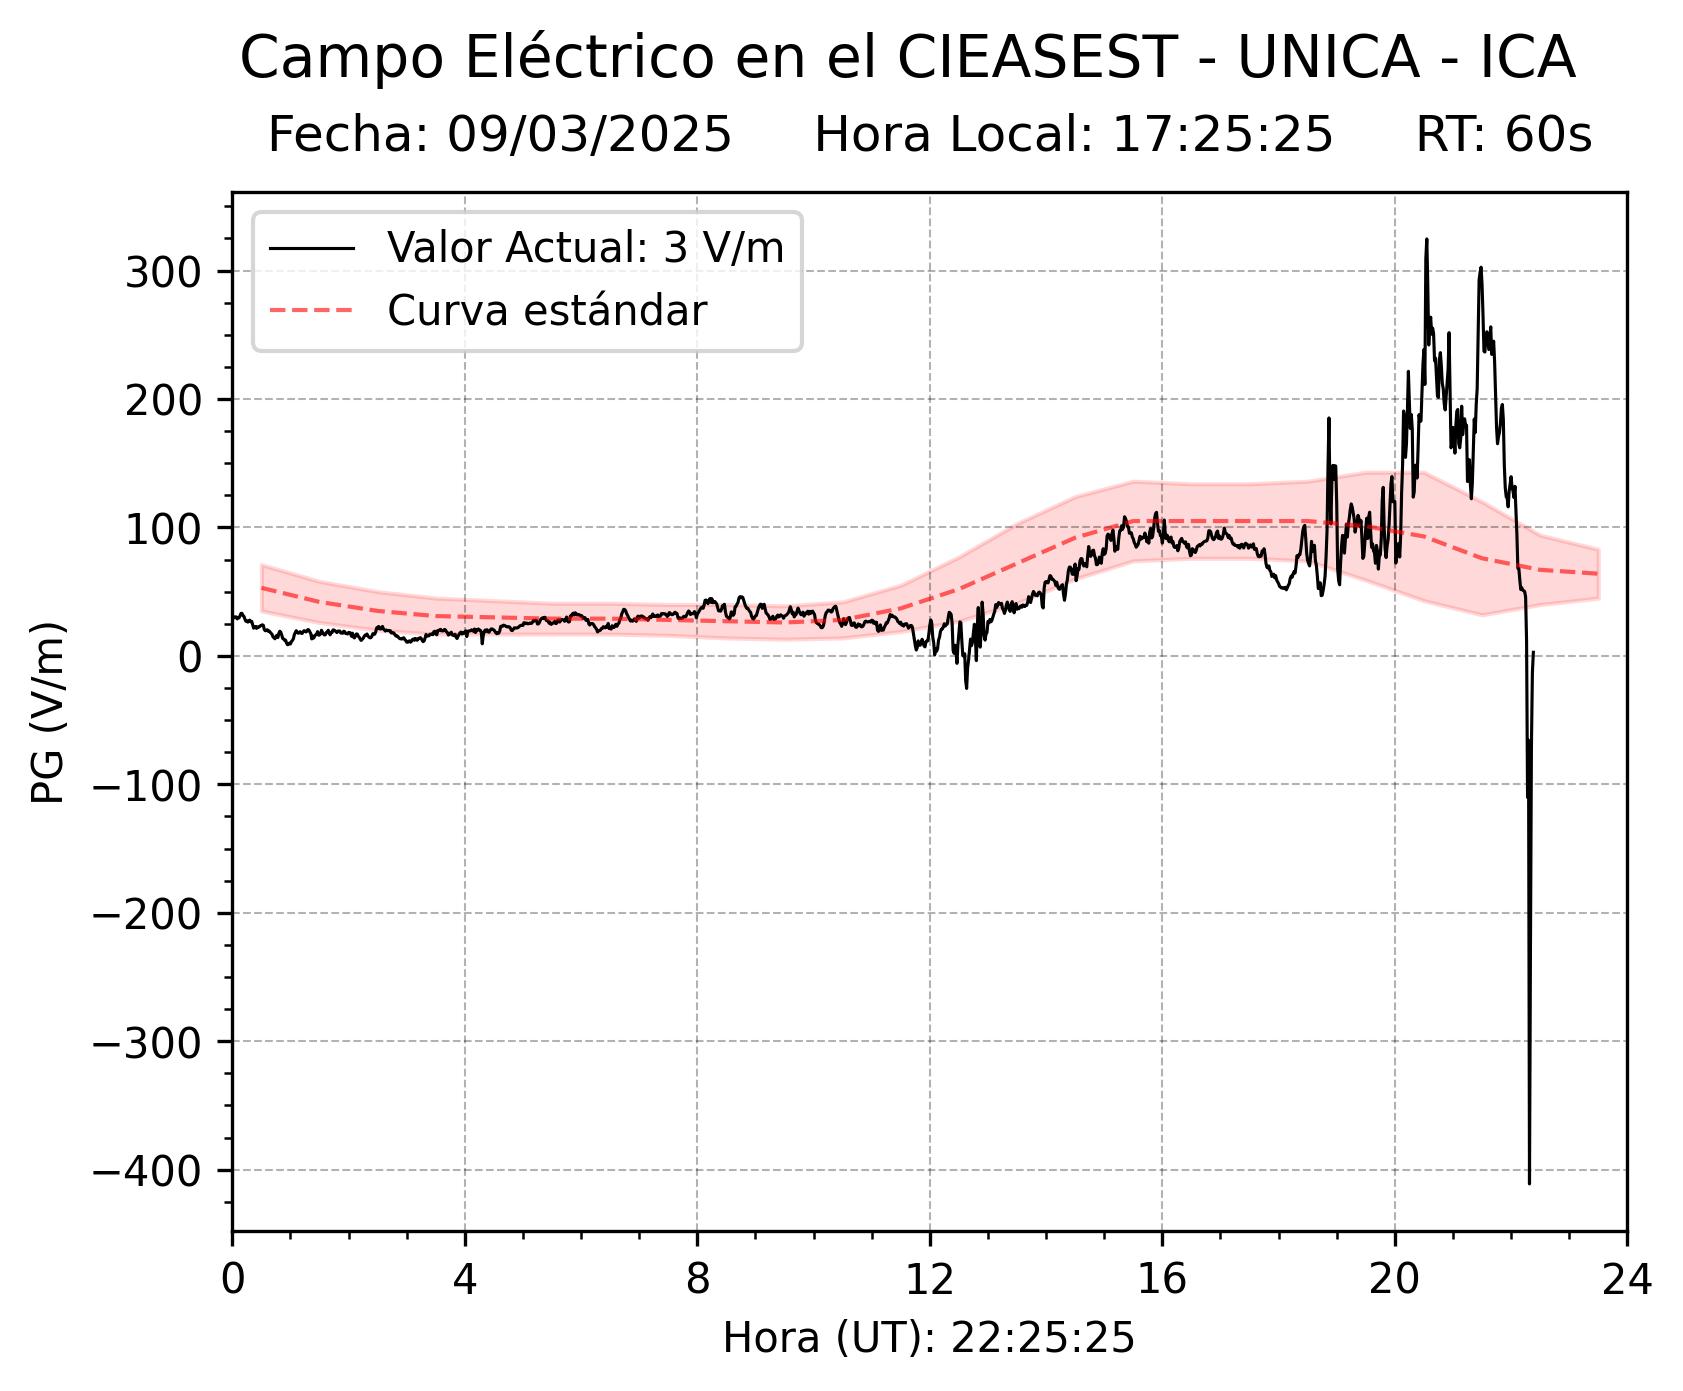 Campo Eléctrico en el CIEASEST - UNICA - ICA
Fecha: 09/03/2025 Hora Local: 17:25:25 RT: 60s
Valor Actual: 3 V/m
Curva estándar
PG (V/m)
300
200
100
0
−100
−200
−300
−400
0 4 8 12 16 20 24
Hora (UT): 22:25:25